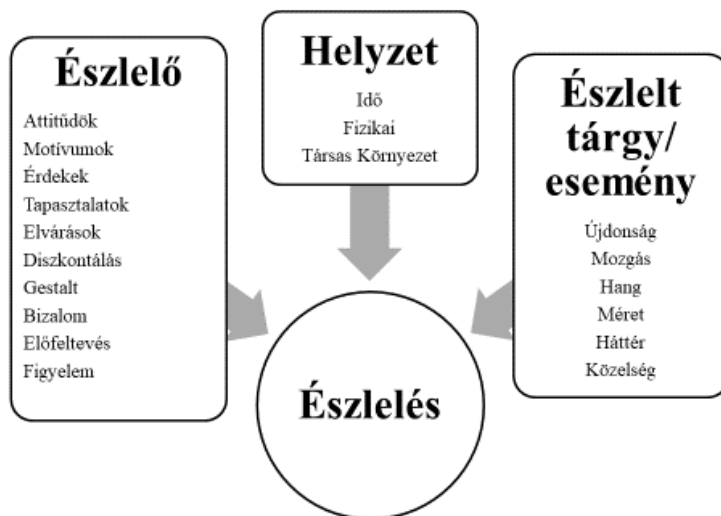 Észlelő
Attitűdök
Motívumok
Érdekek
Tapasztalatok
Elvárások
Diszkontálás
Gestalt
Bizalom
Előfeltevés
Figyelem
Helyzet
Idő
Fizikai
Társas Környezet
Észlelt
tárgy/
esemény
Újdonság
Mozgás
Hang
Méret
Háttér
Közelség
Észlelés